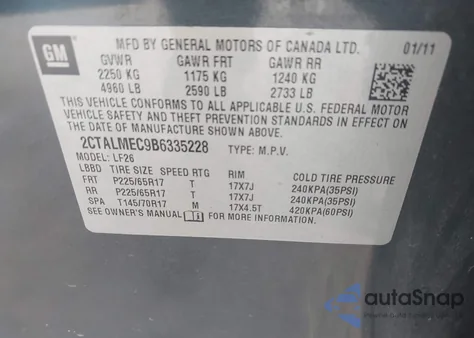 GM
MFD BY GENERAL MOTORS OF CANADA LTD. 01/11
GVWR GAWR FRT GAWR RR
2250 KG 1175 KG 1240 KG
4960 LB 2590 LB 2733 LB
THIS VEHICLE CONFORMS TO ALL APPLICABLE U.S. FEDERAL MOTOR
VEHICLE SAFETY AND THEFT PREVENTION STANDARDS IN
EFFECT ON THE DATE OF MANUFACTURE SHOWN ABOVE.
2CTALMEC9B6335228 TYPE: M.P.V.
MODEL: LF26
LBBD TIRE SIZE SPEED RTG RIM COLD TIRE PRESSURE
FRT P225/65R17 T 17X7J 240KPA(35PSI)
RR P225/65R17 T 17X7J 240KPA(35PSI)
SPA T145/70R17 M 17X4.5T 420KPA(60PSI)
SEE OWNER'S MANUAL FOR MORE INFORMATION.
autoSnap